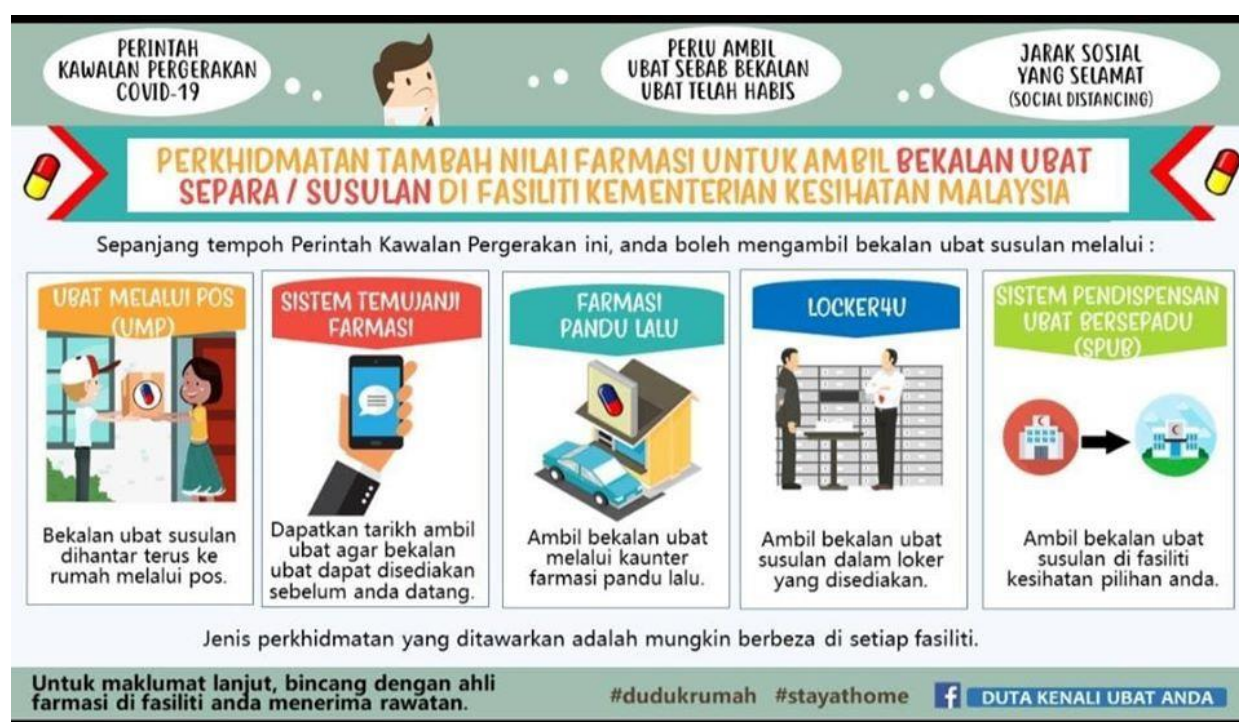 PERINTAH
KAWALAN PERGERAKAN
COVID-19
PERLU AMBIL
UBAT SEBAB BEKALAN
UBAT TELAH HABIS
JARAK SOSIAL
YANG SELAMAT
(SOCIAL DISTANCING)
PERKHIDMATAN TAMBAH NILAI FARMASI UNTUK AMBIL BEKALAN UBAT
SEPARA / SUSULAN DI FASILITI KEMENTERIAN KESIHATAN MALAYSIA
Sepanjang tempoh Perintah Kawalan Pergerakan ini, anda boleh mengambil bekalan ubat susulan melalui :
UBAT MELALUI POS
(UMP)
Bekalan ubat susulan
dihantar terus ke
rumah melalui pos.
SISTEM TEMUJANJI
FARMASI
Dapatkan tarikh ambil
ubat agar bekalan
ubat dapat disediakan
sebelum anda datang.
FARMASI
PANDU LALU
Ambil bekalan ubat
melalui kaunter
farmasi pandu lalu.
LOCKER4U
Ambil bekalan ubat
susulan dalam loker
yang disediakan.
SISTEM PENDISPENSAN
UBAT BERSEPADU
(SPUB)
Ambil bekalan ubat
susulan di fasiliti
kesihatan pilihan anda.
Jenis perkhidmatan yang ditawarkan adalah mungkin berbeza di setiap fasiliti.
Untuk maklumat lanjut, bincang dengan ahli
farmasi di fasiliti anda menerima rawatan.
#dudukrumah #stayathome f DUTA KENALI UBAT ANDA